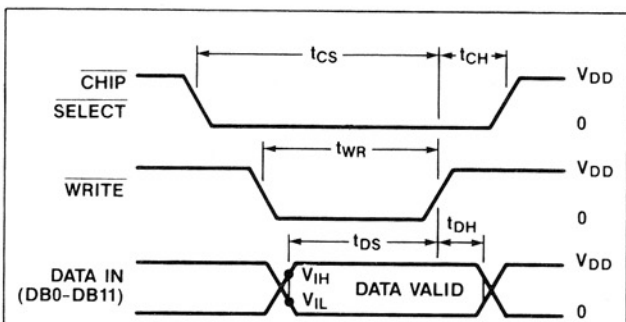 tCS tCH
CHIP SELECT VDD
0
tWR
WRITE VDD
0
tDS tDH
DATA IN (DB0-DB11) VIH DATA VALID VDD
VIL 0